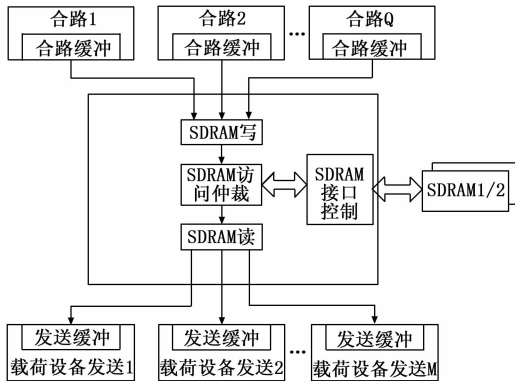 合路1
合路缓冲
合路2
合路缓冲
...
合路Q
合路缓冲
SDRAM写
SDRAM访
问仲裁
SDRAM
接口
控制
SDRAM1/2
SDRAM读
发送缓冲
载荷设备发送1
发送缓冲
载荷设备发送2
...
发送缓冲
载荷设备发送M